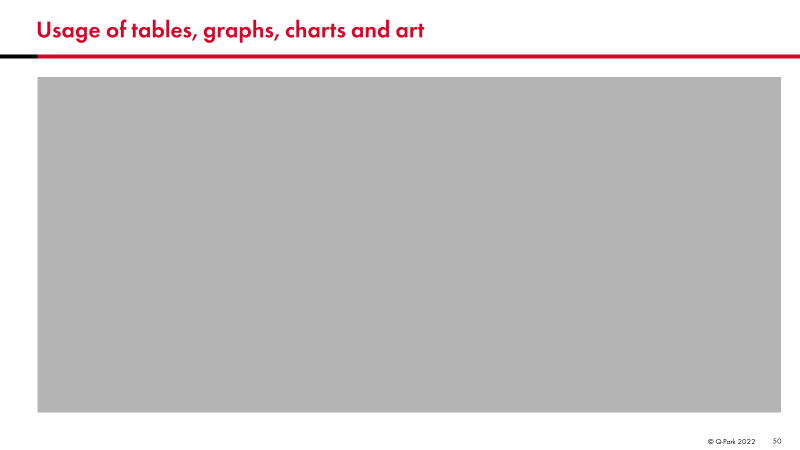 Usage of tables, graphs, charts and art
© Q-Park 2022 50